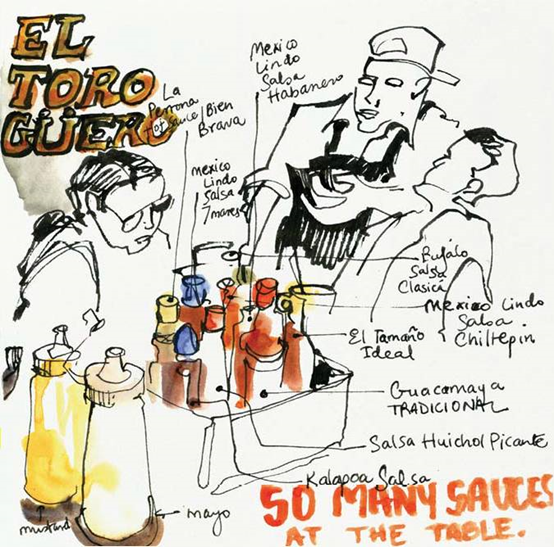 EL
TORO
GÜERO
La
Perrona
Hot Sauce
Bien
Brava
Mexico
Lindo
Salsa
Habanero
Mexico
Lindo
Salsa
7 mares
Bufalo
Salsa
Clasica
Mexico Lindo
Salsa
Chiltepin
El Tamaño
Ideal
Guacamaya
TRADICIONAL
Salsa Huichol Picante
Kalapoa Salsa
mustard
mayo
SO MANY SAUCES
AT THE TABLE.